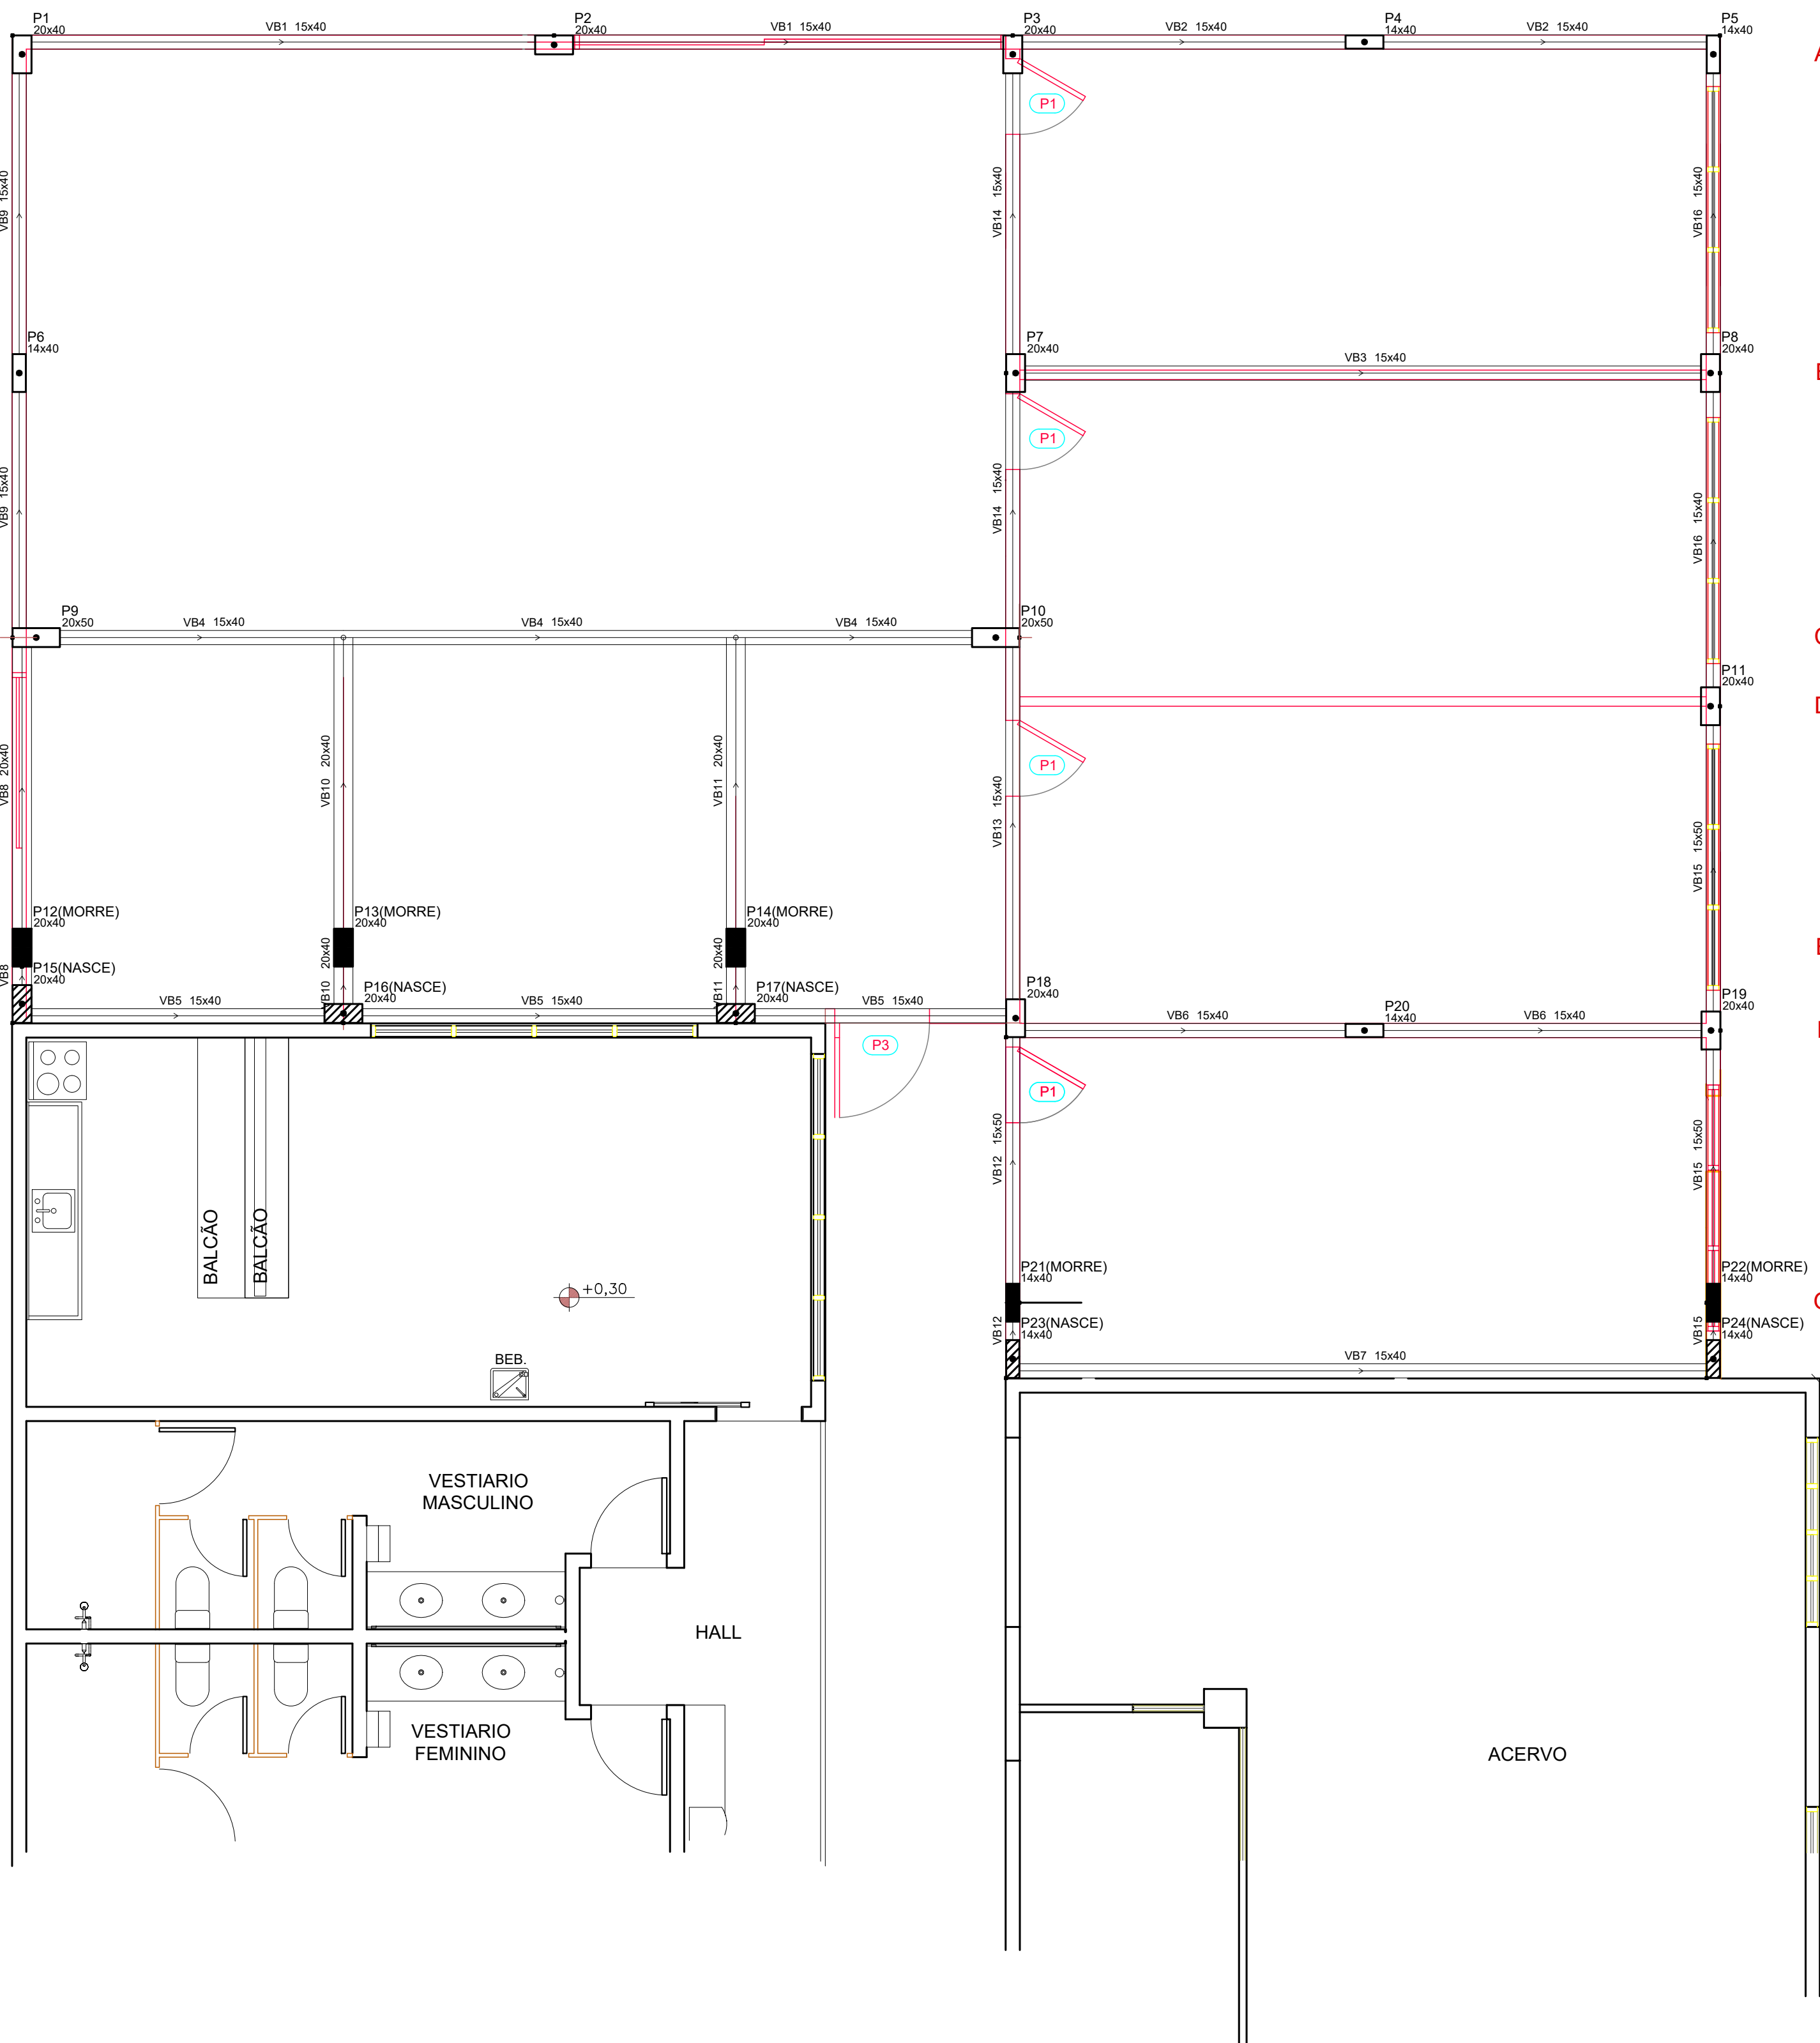 P1
20x40
VB1 15x40
P2
20x40
VB1 15x40
P3
20x40
VB2 15x40
P4
14x40
VB2 15x40
P5
14x40
P1
VB9 15x40
VB14 15x40
VB16 15x40
P6
14x40
P7
20x40
VB3 15x40
P8
20x40
P1
VB9 15x40
VB14 15x40
VB16 15x40
P9
20x50
VB4 15x40
VB4 15x40
VB4 15x40
P10
20x50
P11
20x40
P1
VB8 20x40
VB10 20x40
VB11 20x40
VB13 15x40
VB15 15x50
P12(MORRE)
20x40
P13(MORRE)
20x40
P14(MORRE)
20x40
VB8
P15(NASCE)
20x40
VB10 20x40
P16(NASCE)
20x40
VB11 20x40
P17(NASCE)
20x40
VB5 15x40
VB5 15x40
VB5 15x40
P18
20x40
VB6 15x40
P20
14x40
VB6 15x40
P19
20x40
P3
P1
VB12 15x50
VB15 15x50
BALCÃO
BALCÃO
+0,30
P21(MORRE)
14x40
P22(MORRE)
14x40
VB12
P23(NASCE)
14x40
VB15
P24(NASCE)
14x40
VB7 15x40
BEB.
VESTIARIO
MASCULINO
HALL
VESTIARIO
FEMININO
ACERVO